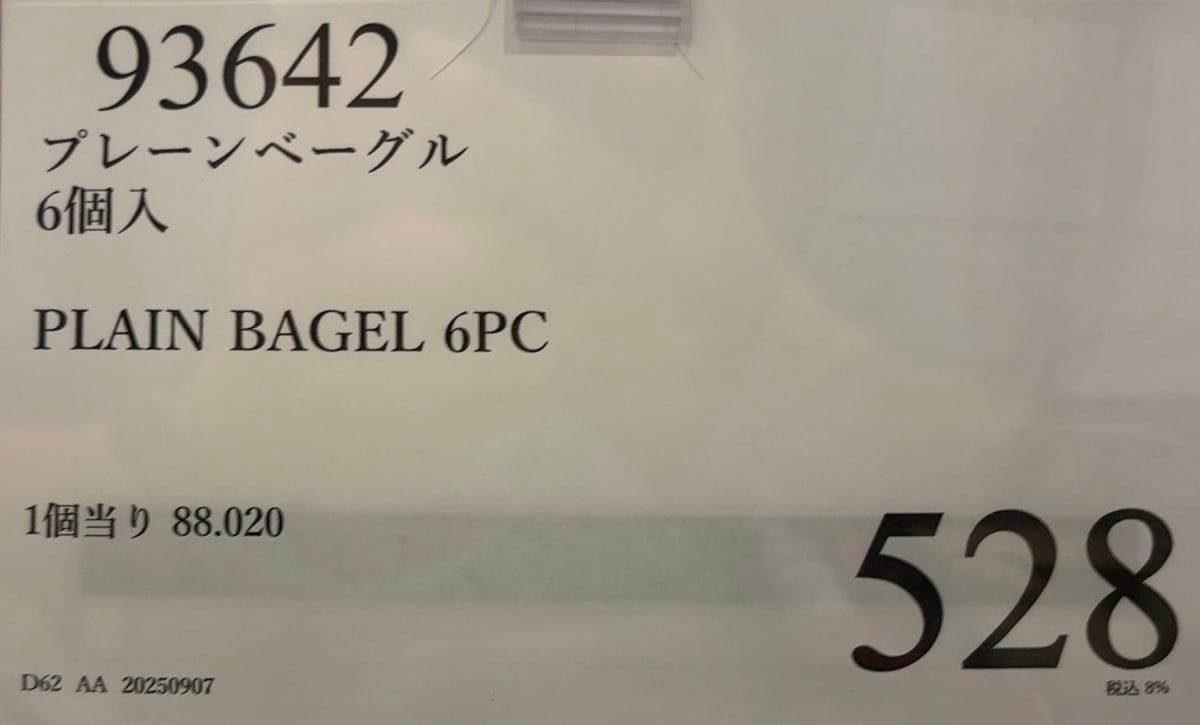 93642
プレーンベーグル
6個入
PLAIN BAGEL 6PC
1個当り 88.020
528
税込 8%
D62 AA 20250907